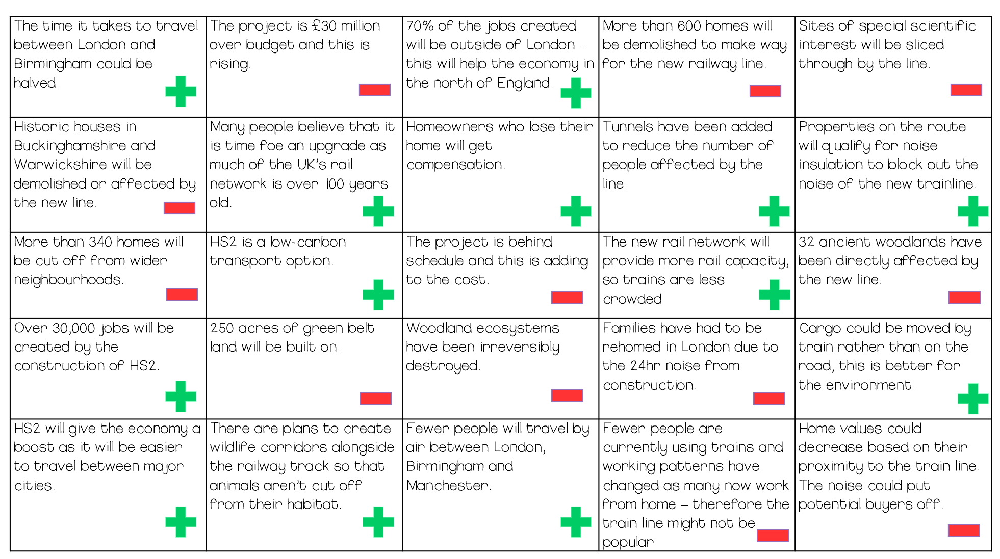 The time it takes to travel
between London and
Birmingham could be
halved.
The project is £30 million
over budget and this is
rising.
70% of the jobs created
will be outside of London –
this will help the economy in
the north of England.
More than 600 homes will
be demolished to make way
for the new railway line.
Sites of special scientific
interest will be sliced
through by the line.
Historic houses in
Buckinghamshire and
Warwickshire will be
demolished or affected by
the new line.
Many people believe that it
is time foe an upgrade as
much of the UK's rail
network is over 100 years
old.
Homeowners who lose their
home will get
compensation.
Tunnels have been added
to reduce the number of
people affected by the
line.
Properties on the route
will qualify for noise
insulation to block out the
noise of the new trainline.
More than 340 homes will
be cut off from wider
neighbourhoods.
HS2 is a low-carbon
transport option.
The project is behind
schedule and this is adding
to the cost.
The new rail network will
provide more rail capacity,
so trains are less
crowded.
32 ancient woodlands have
been directly affected by
the new line.
Over 30,000 jobs will be
created by the
construction of HS2.
250 acres of green belt
land will be built on.
Woodland ecosystems
have been irreversibly
destroyed.
Families have had to be
rehomed in London due to
the 24hr noise from
construction.
Cargo could be moved by
train rather than on the
road, this is better for
the environment.
HS2 will give the economy a
boost as it will be easier
to travel between major
cities.
There are plans to create
wildlife corridors alongside
the railway track so that
animals aren't cut off
from their habitat.
Fewer people will travel by
air between London,
Birmingham and
Manchester.
Fewer people are
currently using trains and
working patterns have
changed as many now work
from home – therefore the
train line might not be
popular.
Home values could
decrease based on their
proximity to the train line.
The noise could put
potential buyers off.